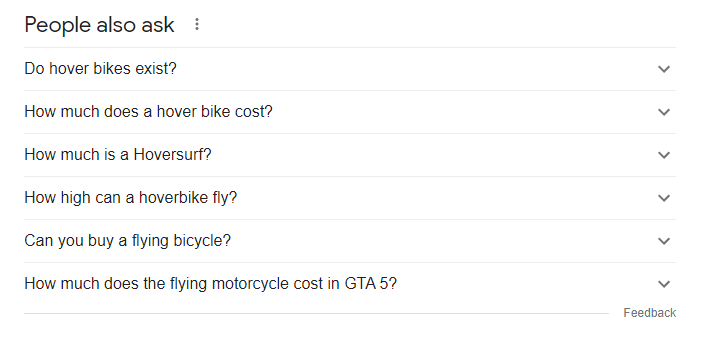 People also ask
Do hover bikes exist?
How much does a hover bike cost?
How much is a Hoversurf?
How high can a hoverbike fly?
Can you buy a flying bicycle?
How much does the flying motorcycle cost in GTA 5?
Feedback